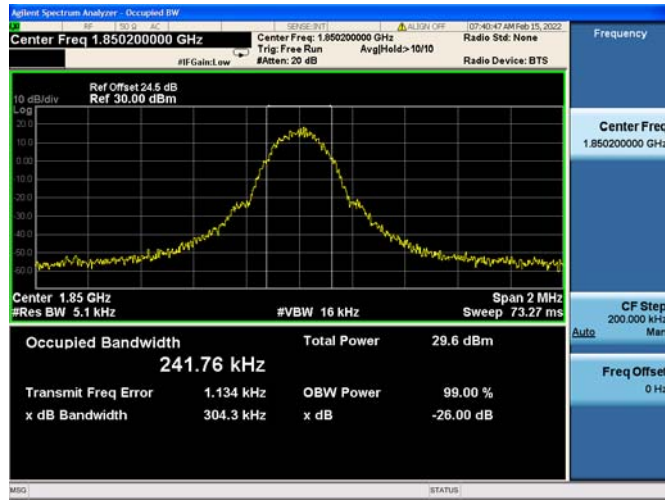 Agilent Spectrum Analyzer - Occupied BW
RF 50 Ω AC SENSE:INT ALIGN OFF 07:40:47 AM Feb 15, 2022
Center Freq 1.850200000 GHz
Center Freq: 1.850200000 GHz
Radio Std: None
Trig: Free Run Avg|Hold:> 10/10
#IFGain:Low #Atten: 20 dB
Radio Device: BTS
Ref Offset 24.5 dB
10 dB/div Ref 30.00 dBm
Log
20.0
10.0
0.00
-10.0
-20.0
-30.0
-40.0
-50.0
-60.0
Center 1.85 GHz Span 2 MHz
#Res BW 5.1 kHz #VBW 16 kHz Sweep 73.27 ms
Occupied Bandwidth Total Power 29.6 dBm
241.76 kHz
Transmit Freq Error 1.134 kHz OBW Power 99.00 %
x dB Bandwidth 304.3 kHz x dB -26.00 dB
MSG STATUS
Frequency
Center Freq
1.850200000 GHz
CF Step
200.000 kHz
Auto Man
Freq Offset
0 Hz